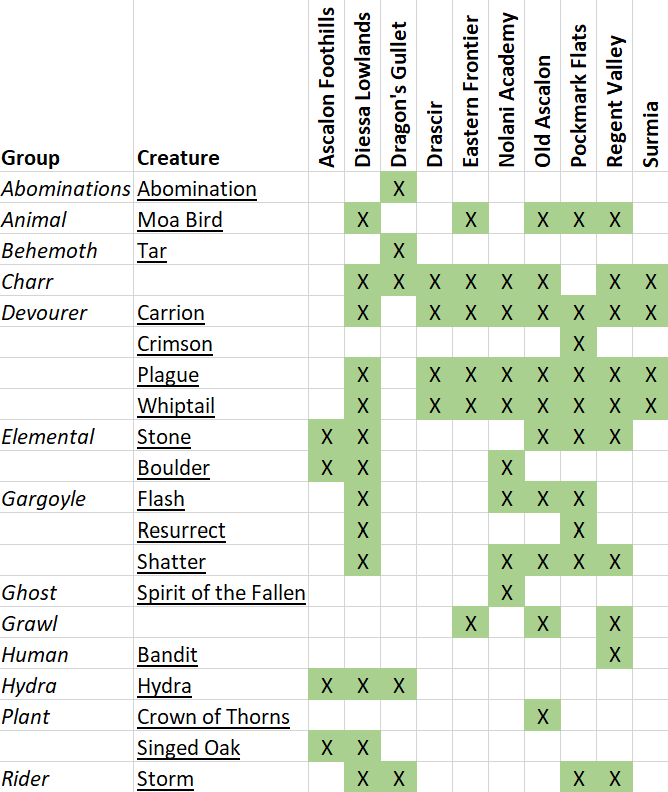 Group Creature Ascalon Foothills Diessa Lowlands Dragon's Gullet Drascir Eastern Frontier Nolani Academy Old Ascalon Pockmark Flats Regent Valley Surmia
Abominations Abomination X
Animal Moa Bird X X X X X
Behemoth Tar X
Charr X X X X X X X X
Devourer Carrion X X X X X X X X
Crimson X
Plague X X X X X X X X
Whiptail X X X X X X X X
Elemental Stone X X X X X
Boulder X X X
Gargoyle Flash X X X X
Resurrect X X
Shatter X X X X X
Ghost Spirit of the Fallen X
Grawl X X X
Human Bandit X
Hydra Hydra X X X
Plant Crown of Thorns X
Singed Oak X X
Rider Storm X X X X